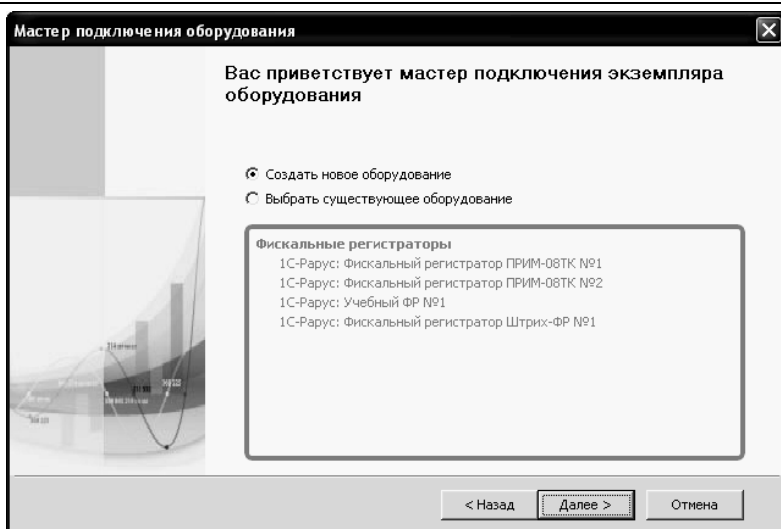 Мастер подключения оборудования
Вас приветствует мастер подключения экземпляра
оборудования
Создать новое оборудование
Выбрать существующее оборудование
Фискальные регистраторы
1С-Рарус: Фискальный регистратор ПРИМ-08ТК №1
1С-Рарус: Фискальный регистратор ПРИМ-08ТК №2
1С-Рарус: Учебный ФР №1
1С-Рарус: Фискальный регистратор Штрих-ФР №1
< Назад
Далее >
Отмена